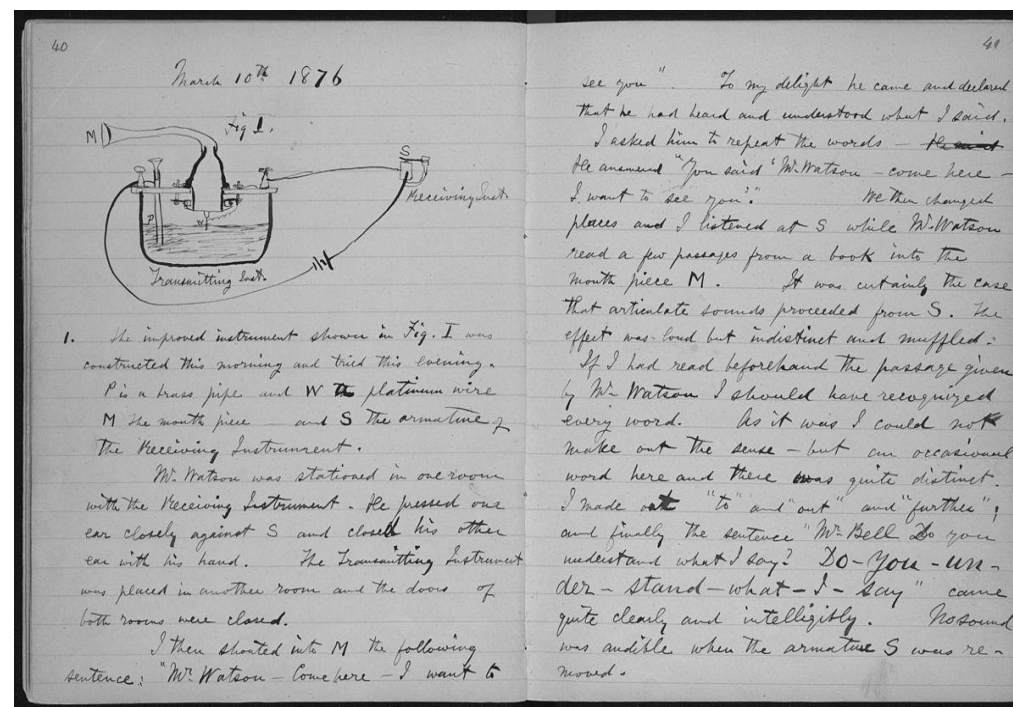 40
March 10th 1876
Fig 1.
M
S
Receiving Inst.
P
W
Transmitting Inst.
1. The improved instrument shown in Fig. I was
constructed this morning and tried this evening.
P is a brass pipe and W the platinum wire
M the mouth piece and S the armature of
the Receiving Instrument.
Mr. Watson was stationed in one room
with the Receiving Instrument. He pressed one
ear closely against S and closed his other
ear with his hand. The Transmitting Instrument
was placed in another room and the doors of
both rooms were closed.
I then shouted into M the following
sentence: "Mr. Watson – Come here – I want to
41
see you". To my delight he came and declared
that he had heard and understood what I said.
I asked him to repeat the words – He said
He answered "You said "Mr. Watson – come here –
I want to see you"." We then changed
places and I listened at S while Mr. Watson
read a few passages from a book into the
mouth piece M. It was certainly the case
that articulate sounds proceeded from S. The
effect was loud but indistinct and muffled.
If I had read beforehand the passage given
by Mr. Watson I should have recognized
every word. As it was I could not
make out the sense – but an occasional
word here and there was quite distinct.
I made out "to" and "out" and "further";
and finally the sentence "Mr. Bell Do you
understand what I say? Do – You – un –
der – stand – what – I – say" came
quite clearly and intelligibly. No sound
was audible when the armature S was re –
moved.